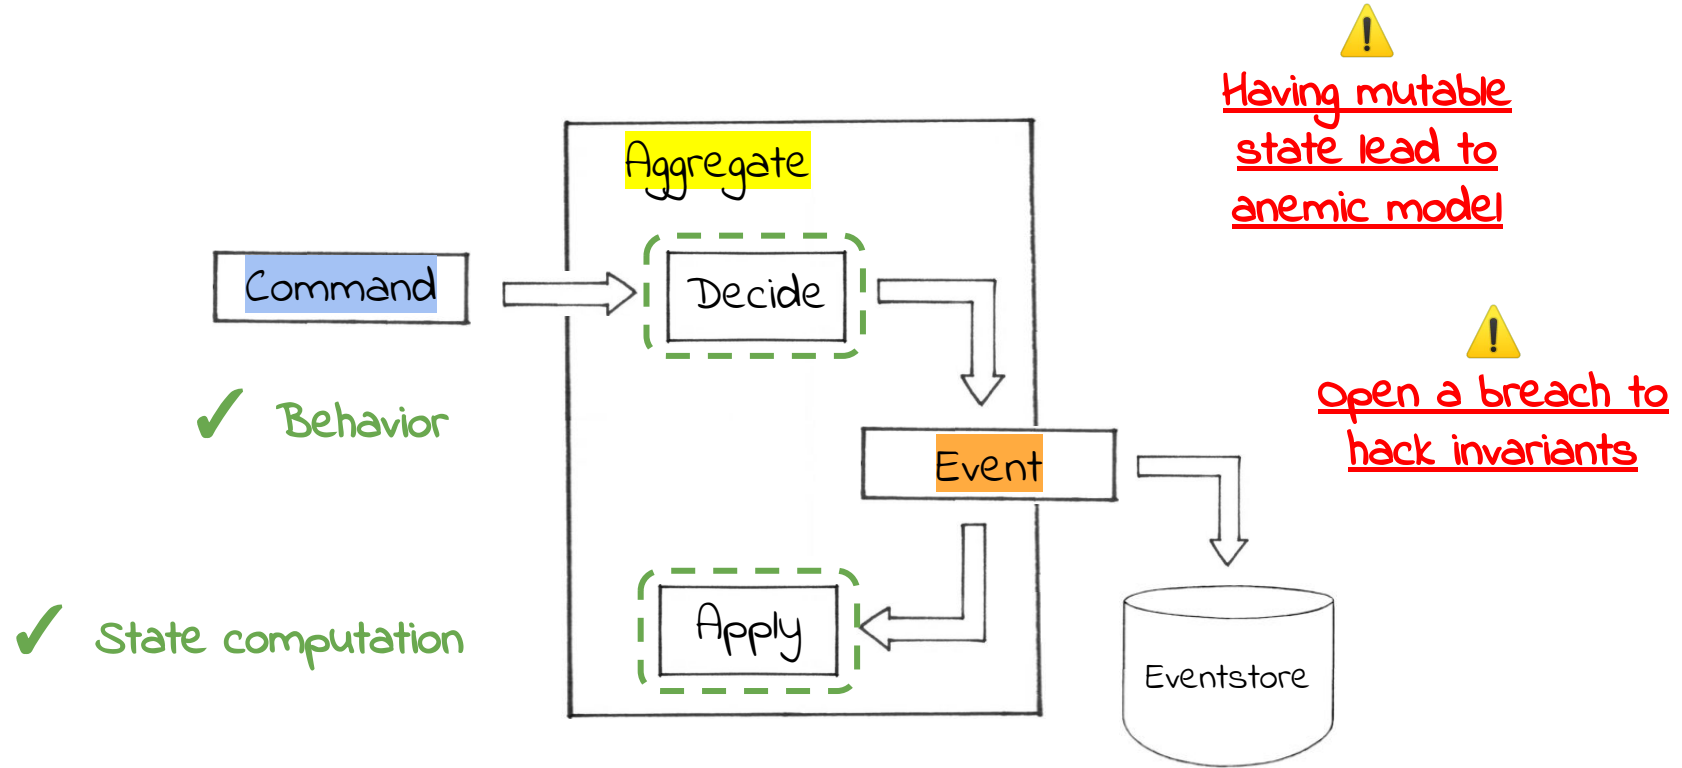 Having mutable
state lead to
anemic model
Aggregate
Command
Decide
Open a breach to
hack invariants
✓ Behavior
Event
✓ State computation
Apply
Eventstore